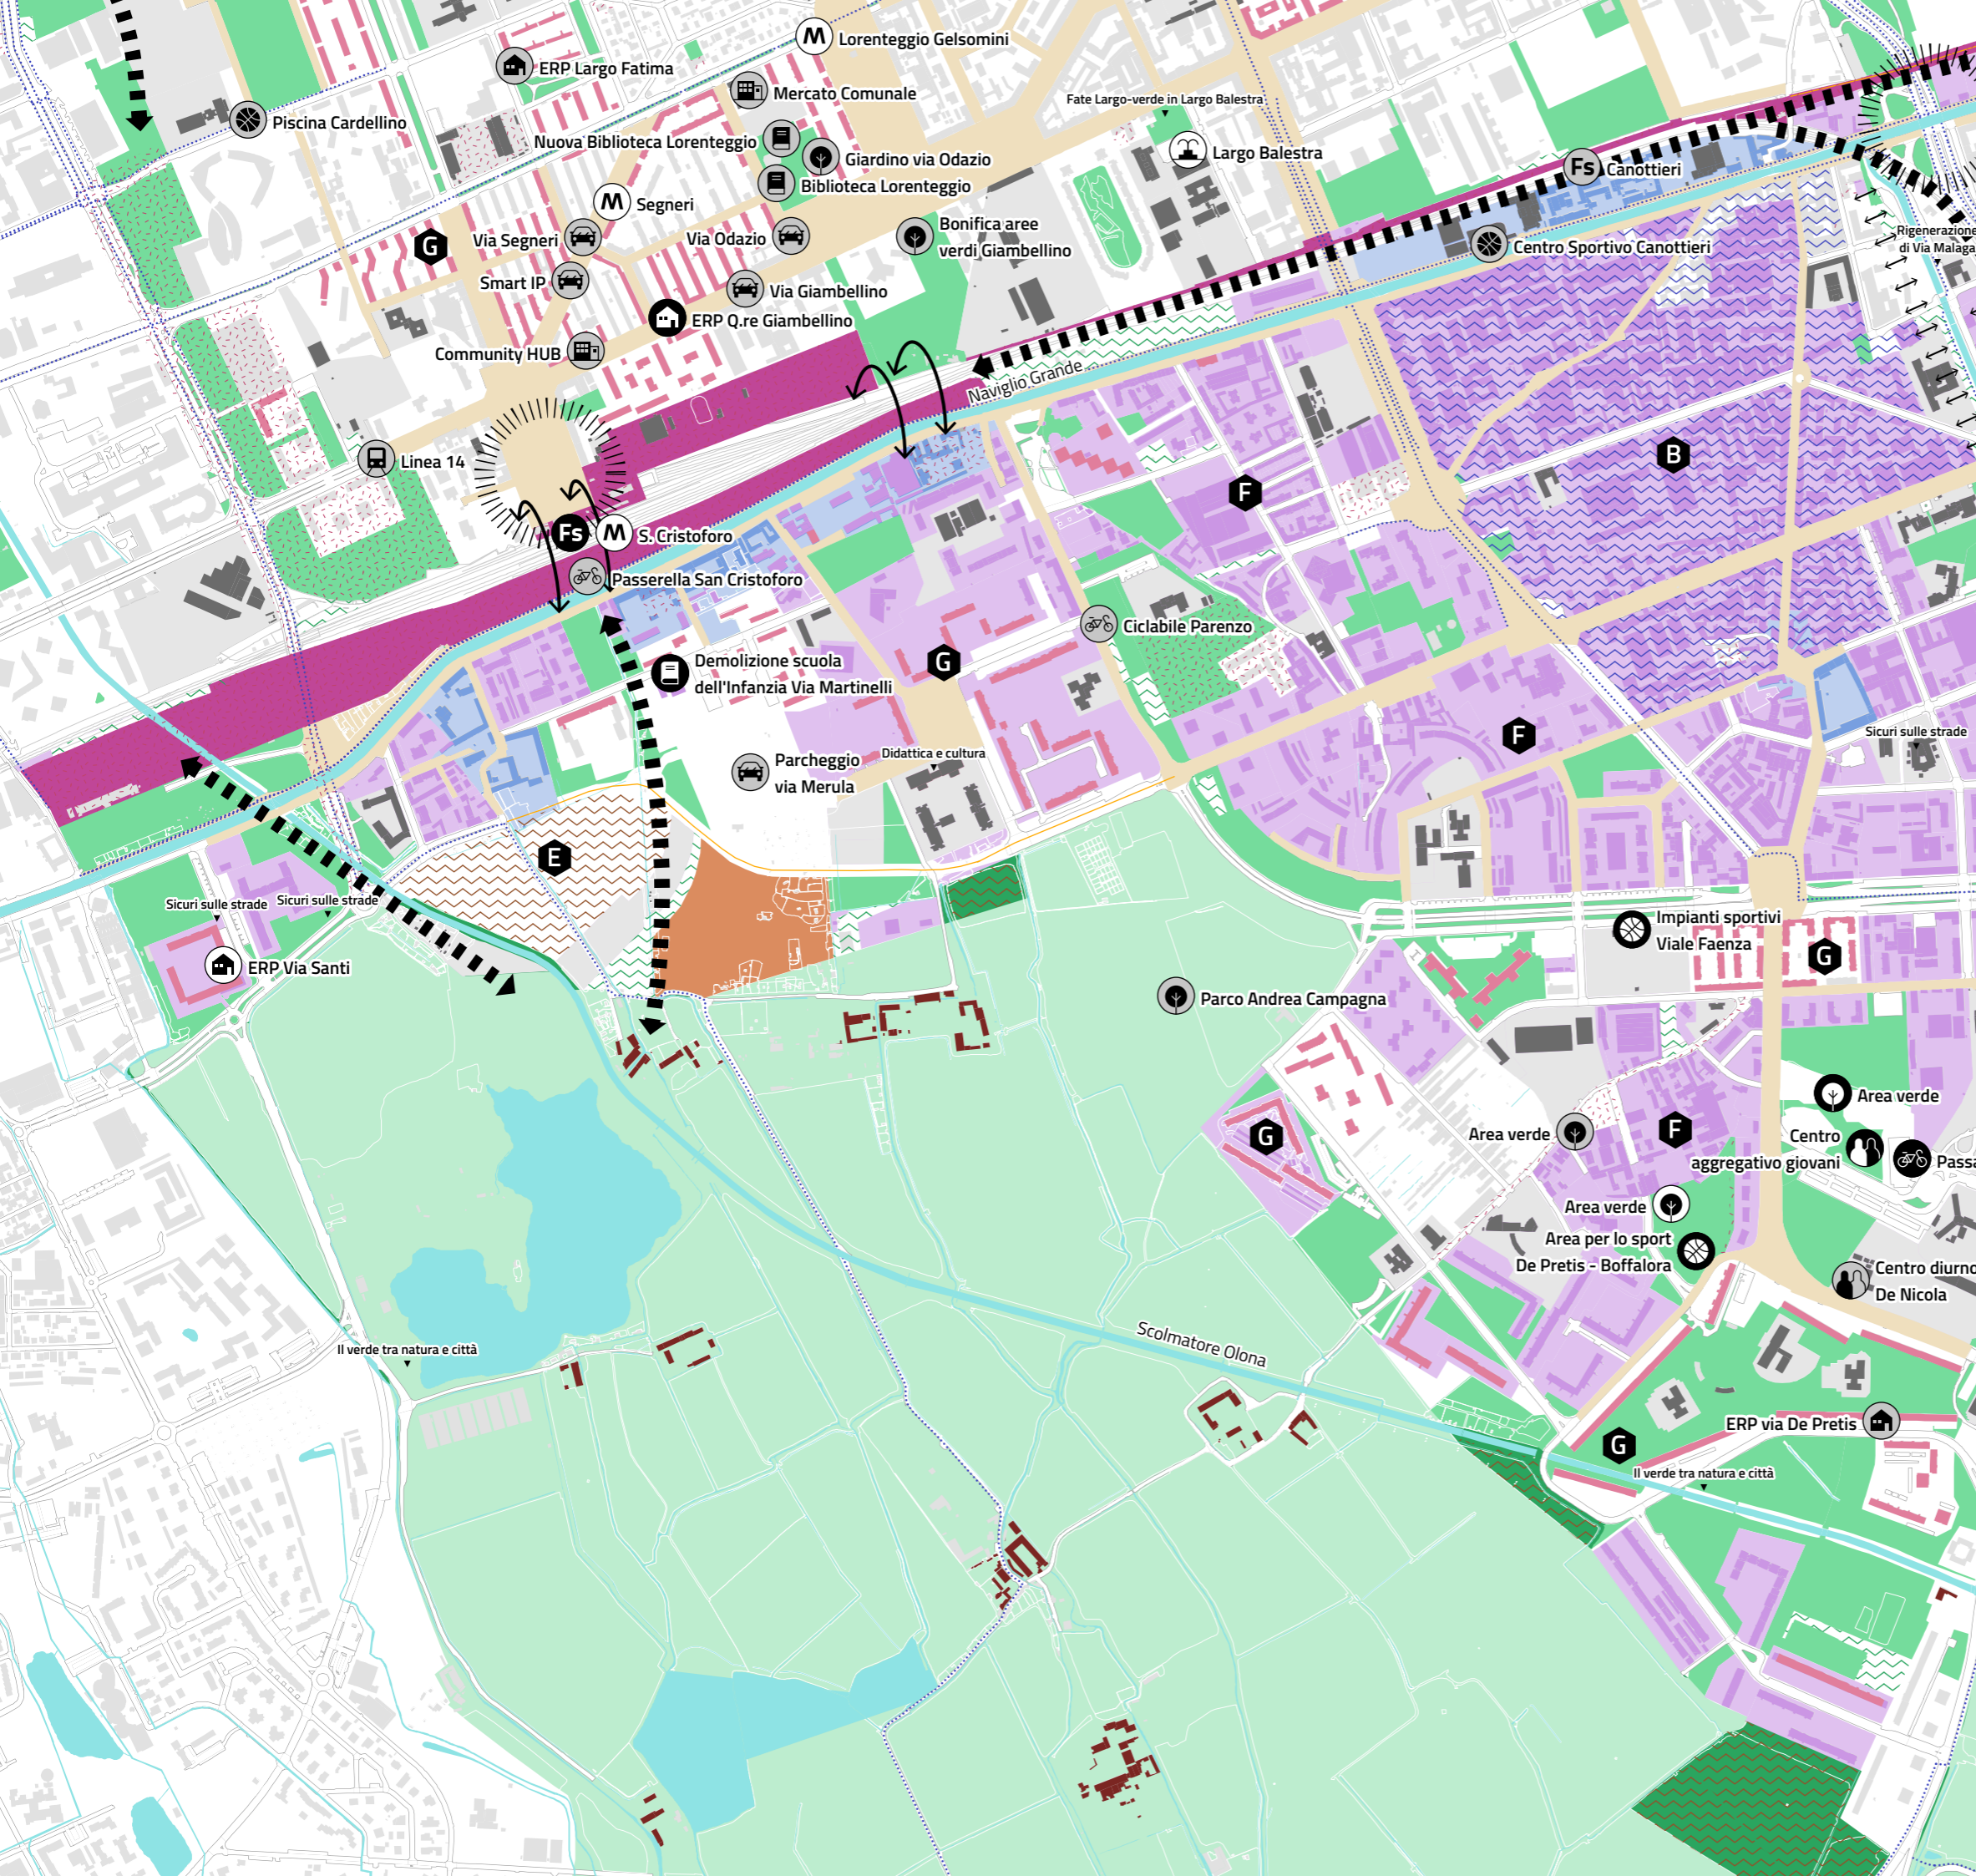 Lorenteggio Gelsomini
ERP Largo Fatima
Mercato Comunale
Piscina Cardellino
Fate Largo-verde in Largo Balestra
Nuova Biblioteca Lorenteggio
Giardino via Odazio
Largo Balestra
Biblioteca Lorenteggio
Fs
Canottieri
M
Segneri
Via Segneri
Via Odazio
Bonifica aree
verdi Giambellino
G
Centro Sportivo Canottieri
Rigenerazione
di Via Malaga
Smart IP
Via Giambellino
ERP Q.re Giambellino
Community HUB
Naviglio Grande
Linea 14
B
F
Fs
M
S. Cristoforo
Passerella San Cristoforo
Ciclabile Parenzo
Demolizione scuola
dell'Infanzia Via Martinelli
G
F
Sicuri sulle strade
Didattica e cultura
Parcheggio
via Merula
E
Sicuri sulle strade
Sicuri sulle strade
ERP Via Santi
Impianti sportivi
Viale Faenza
G
Parco Andrea Campagna
Area verde
G
Area verde
F
Centro
aggregativo giovani
Passa
Area verde
Area per lo sport
De Pretis - Boffalora
Centro diurno
De Nicola
Scolmatore Olona
Il verde tra natura e città
ERP via De Pretis
G
Il verde tra natura e città
M